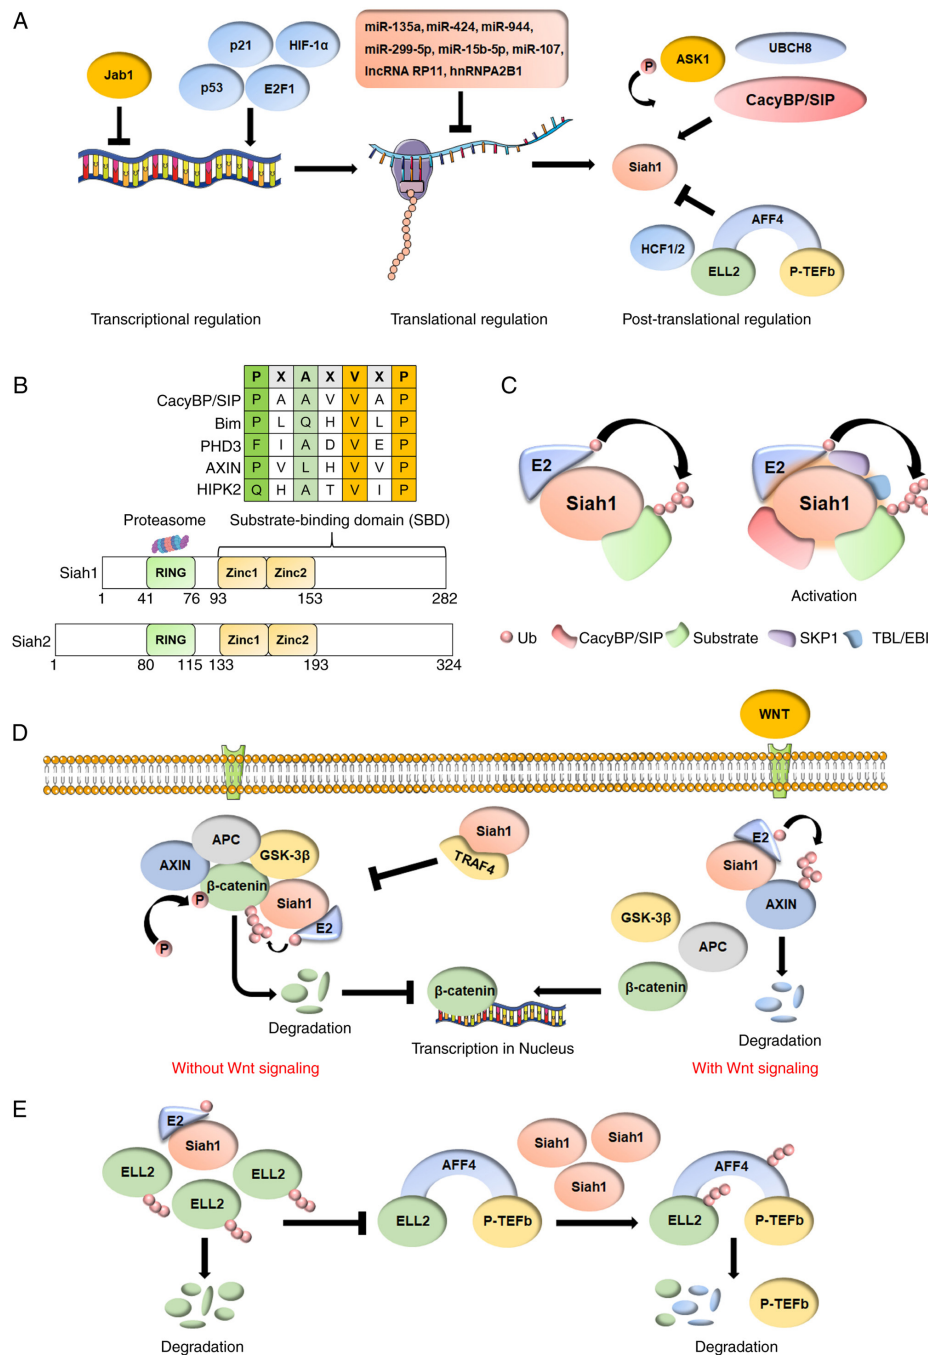 A
Jab1
p21
HIF-1α
p53
E2F1
miR-135a, miR-424, miR-944,
miR-299-5p, miR-15b-5p, miR-107,
lncRNA RP11, hnRNPA2B1
P
ASK1
UBCH8
CacyBP/SIP
Siah1
HCF1/2
AFF4
ELL2
P-TEFb
Transcriptional regulation
Translational regulation
Post-translational regulation
B
P X A X V X P
CacyBP/SIP P A A V V A P
Bim P L Q H V L P
PHD3 F I A D V E P
AXIN P V L H V V P
HIPK2 Q H A T V I P
Proteasome
Substrate-binding domain (SBD)
Siah1 RING Zinc1 Zinc2
1 41 76 93 153 282
Siah2 RING Zinc1 Zinc2
1 80 115 133 193 324
C
E2
Siah1
E2
Siah1
Activation
Ub CacyBP/SIP Substrate SKP1 TBL/EBI
D
WNT
APC
AXIN
GSK-3β
β-catenin
P
Siah1
E2
P
Siah1
TRAF4
E2
Siah1
AXIN
GSK-3β
APC
β-catenin
Degradation
β-catenin
Transcription in Nucleus
Degradation
Without Wnt signaling
With Wnt signaling
E
E2
Siah1
ELL2
ELL2
ELL2
Degradation
AFF4
ELL2
P-TEFb
Siah1
Siah1
Siah1
AFF4
ELL2
P-TEFb
P-TEFb
Degradation